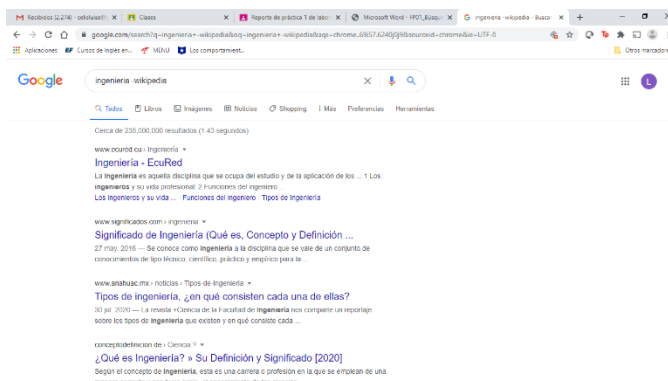 Recibidos (2,274) - celisluise
Clases
Reporte de práctica 1 de labor
Microsoft Word - FP01_Búsqu
ingenieria -wikipedia - Buscar
google.com/search?q=ingenieria+-wikipedia&oq=ingenieria+-wikipedia&aqs=chrome..69i57.6240j0j9&sourceid=chrome&ie=UTF-8
Aplicaciones
EF Cursos de Inglés en...
MENU
Los comportamient...
Otros marcadore
Google
ingenieria -wikipedia
Todos
Libros
Imágenes
Noticias
Shopping
Más
Preferencias
Herramientas
L
Cerca de 236,000,000 resultados (1.43 segundos)
www.ecured.cu › Ingeniería
Ingeniería - EcuRed
La Ingeniería es aquella disciplina que se ocupa del estudio y de la aplicación de los ... 1 Los
ingenieros y su vida profesional; 2 Funciones del ingeniero ...
Los ingenieros y su vida ... · Funciones del ingeniero · Tipos de Ingeniería
www.significados.com › ingenieria
Significado de Ingeniería (Qué es, Concepto y Definición ...
27 may. 2016 — Se conoce como ingeniería a la disciplina que se vale de un conjunto de
conocimientos de tipo técnico, científico, práctico y empírico para la ...
www.anahuac.mx › noticias › Tipos-de-Ingenieria
Tipos de ingeniería, ¿en qué consisten cada una de ellas?
30 jul. 2020 — La revista +Ciencia de la Facultad de Ingeniería nos comparte un reportaje
sobre los tipos de ingeniería que existen y en qué consiste cada ...
conceptodefinicion.de › Ciencia
¿Qué es Ingeniería? » Su Definición y Significado [2020]
Según el concepto de Ingeniería, esta es una carrera o profesión en la que se emplean de una